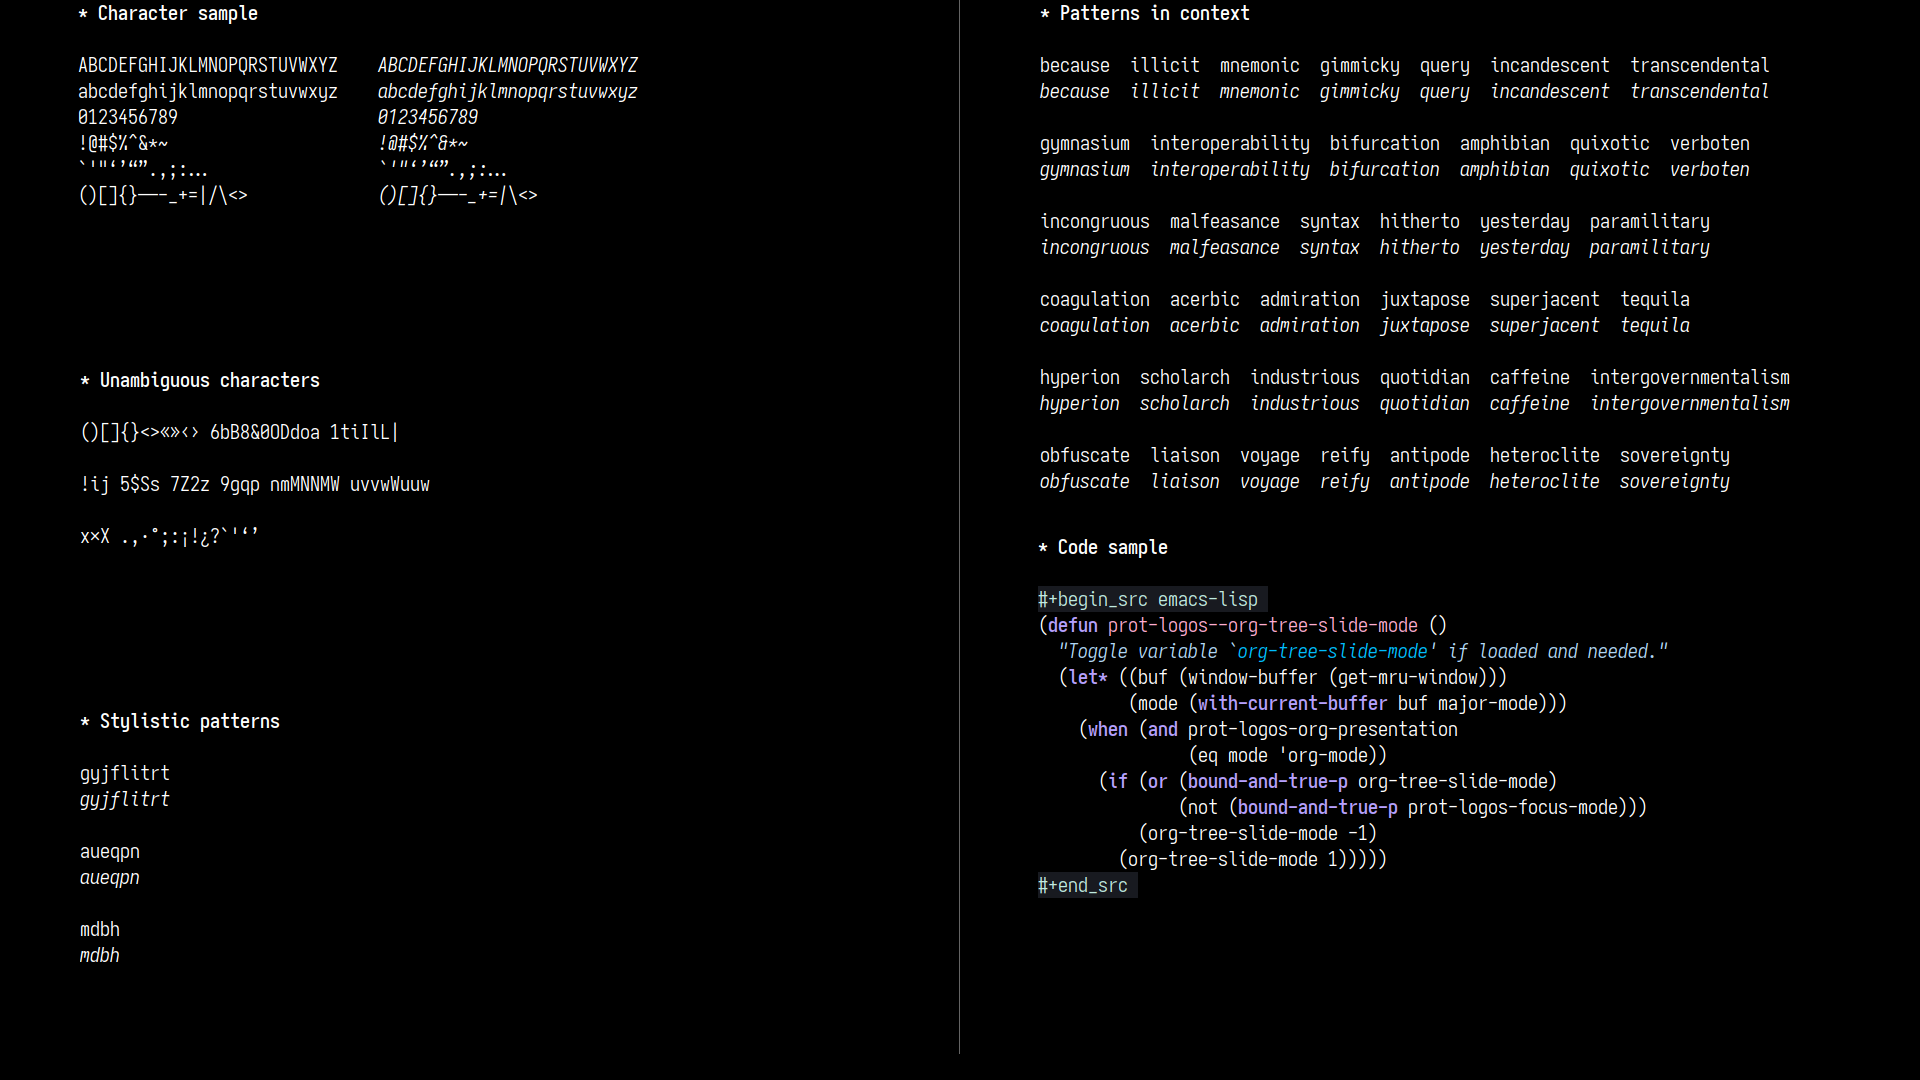 * Character sample
ABCDEFGHIJKLMNOPQRSTUVWXYZ    ABCDEFGHIJKLMNOPQRSTUVWXYZ
abcdefghijklmnopqrstuvwxyz    abcdefghijklmnopqrstuvwxyz
0123456789                    0123456789
!@#$%^&*~                     !@#$%^&*~
`'"‘’“”.,;:…                  `'"‘’“”.,;:…
()[]{}—–-_+=|/\<>             ()[]{}—–-_+=|\<>
* Unambiguous characters
()[]{}<>«»‹› 6bB8&0ODdoa 1tiIlL|
!ij 5$Ss 7Z2z 9gqp nmMNNMW uvvwWuuw
x×X .,·°;:¡!¿?`'‘’
* Stylistic patterns
gyjflitrt
gyjflitrt
aueqpn
aueqpn
mdbh
mdbh
* Patterns in context
because  illicit  mnemonic  gimmicky  query  incandescent  transcendental
because  illicit  mnemonic  gimmicky  query  incandescent  transcendental
gymnasium  interoperability  bifurcation  amphibian  quixotic  verboten
gymnasium  interoperability  bifurcation  amphibian  quixotic  verboten
incongruous  malfeasance  syntax  hitherto  yesterday  paramilitary
incongruous  malfeasance  syntax  hitherto  yesterday  paramilitary
coagulation  acerbic  admiration  juxtapose  superjacent  tequila
coagulation  acerbic  admiration  juxtapose  superjacent  tequila
hyperion  scholarch  industrious  quotidian  caffeine  intergovernmentalism
hyperion  scholarch  industrious  quotidian  caffeine  intergovernmentalism
obfuscate  liaison  voyage  reify  antipode  heteroclite  sovereignty
obfuscate  liaison  voyage  reify  antipode  heteroclite  sovereignty
* Code sample
#+begin_src emacs-lisp
(defun prot-logos--org-tree-slide-mode ()
  "Toggle variable `org-tree-slide-mode' if loaded and needed."
  (let* ((buf (window-buffer (get-mru-window)))
         (mode (with-current-buffer buf major-mode)))
    (when (and prot-logos-org-presentation
               (eq mode 'org-mode))
      (if (or (bound-and-true-p org-tree-slide-mode)
              (not (bound-and-true-p prot-logos-focus-mode)))
          (org-tree-slide-mode -1)
        (org-tree-slide-mode 1)))))
#+end_src